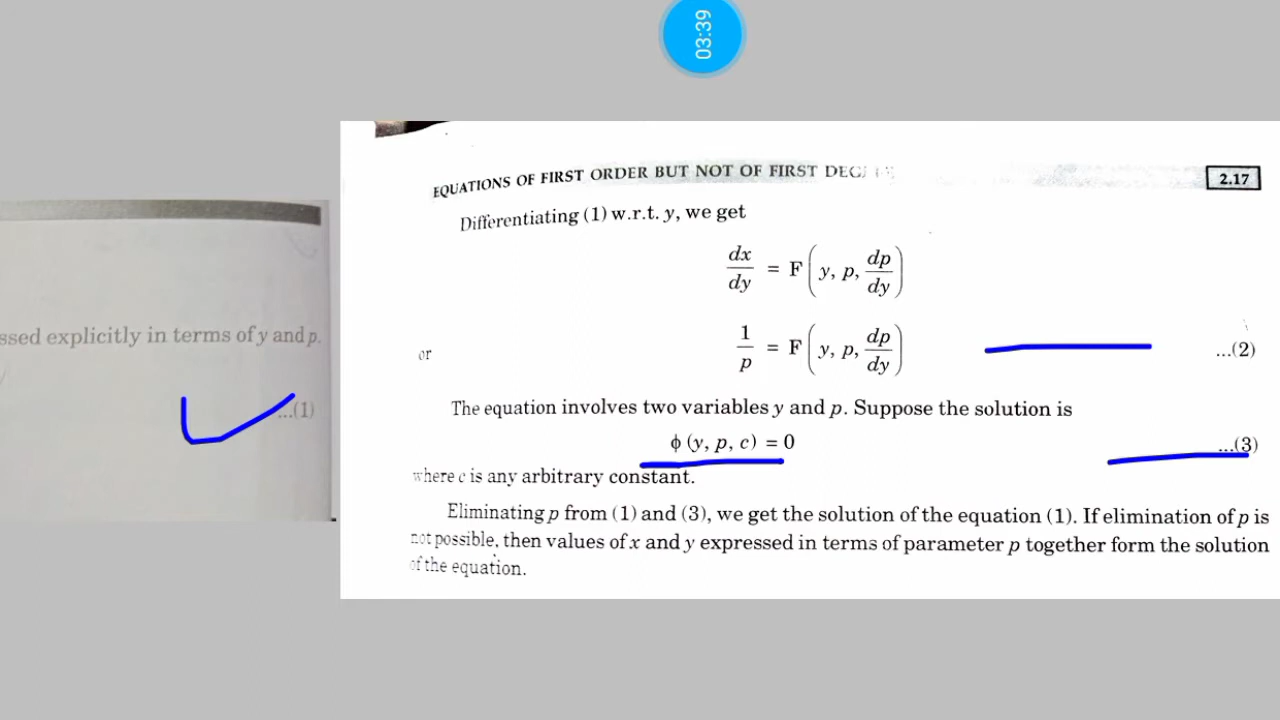 03:39
ssed explicitly in terms of y and p.
...(1)
EQUATIONS OF FIRST ORDER BUT NOT OF FIRST
2.17
Differentiating (1) w.r.t. y, we get
dx/dy = F(y, p, dp/dy)
or 1/p = F(y, p, dp/dy) ...(2)
The equation involves two variables y and p. Suppose the solution is
ϕ (y, p, c) = 0 ...(3)
where c is any arbitrary constant.
Eliminating p from (1) and (3), we get the solution of the equation (1). If elimination of p is
not possible, then values of x and y expressed in terms of parameter p together form the solution
of the equation.